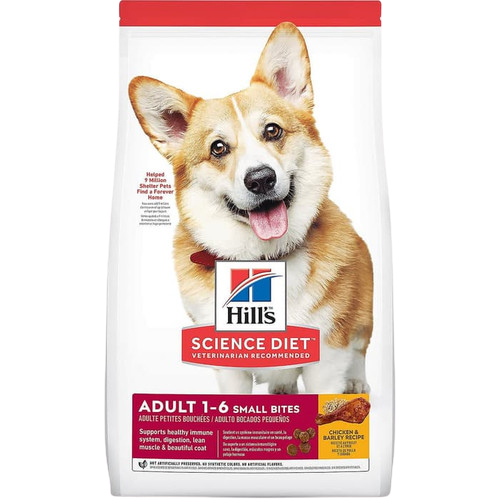 Helped
9 Million
Shelter Pets
Find a Forever
Home
Hill's
SCIENCE DIET™
VETERINARIAN RECOMMENDED
ADULT 1-6 SMALL BITES
ADULTE PETITES BOUCHÉES / ADULTO BOCADOS PEQUEÑOS
Supports healthy immune
system, digestion, lean
muscle & beautiful coat
CHICKEN &
BARLEY RECIPE
NOT ARTIFICIALLY PRESERVED. NO SYNTHETIC COLORS. NO ARTIFICIAL FLAVORS.